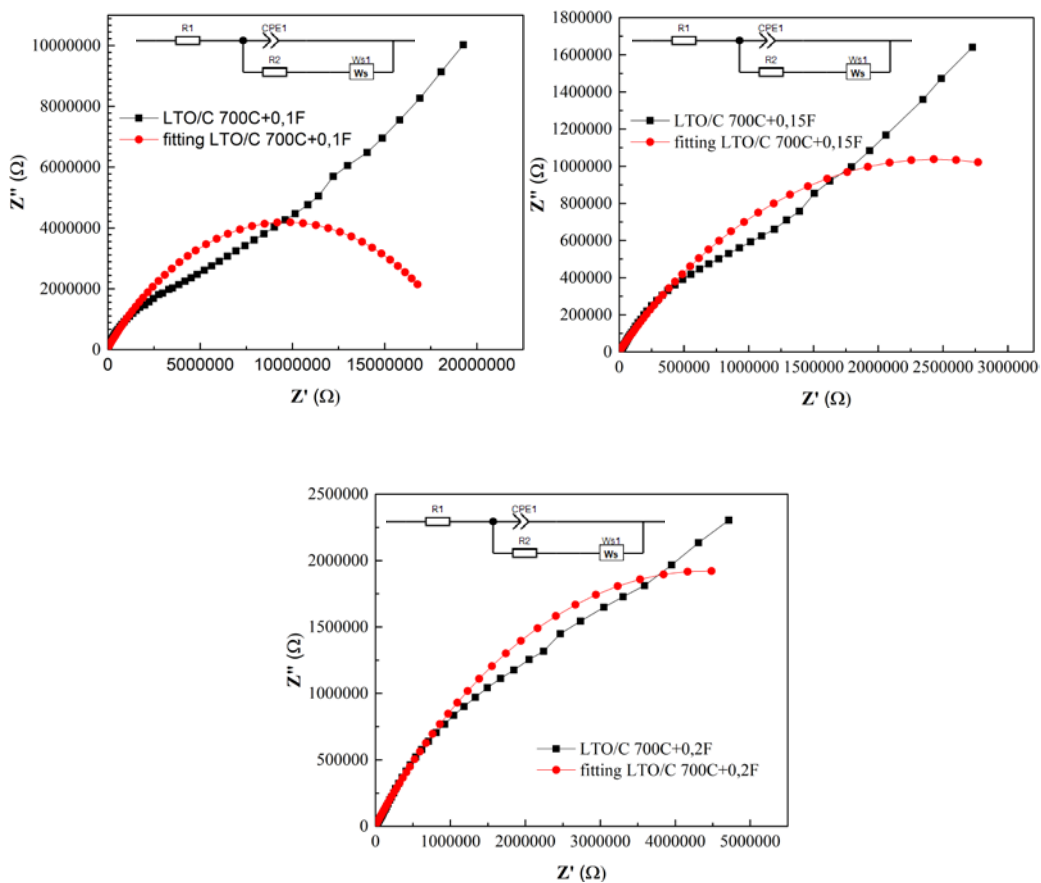 R1
CPE1
R2
Ws1
Ws
LTO/C 700C+0,1F
fitting LTO/C 700C+0,1F
Z'' (Ω)
10000000
8000000
6000000
4000000
2000000
0
0 5000000 10000000 15000000 20000000
Z' (Ω)
R1
CPE1
R2
Ws1
Ws
LTO/C 700C+0,15F
fitting LTO/C 700C+0,15F
Z'' (Ω)
1800000
1600000
1400000
1200000
1000000
800000
600000
400000
200000
0
0 500000 1000000 1500000 2000000 2500000 3000000
Z' (Ω)
R1
CPE1
R2
Ws1
Ws
LTO/C 700C+0,2F
fitting LTO/C 700C+0,2F
Z'' (Ω)
2500000
2000000
1500000
1000000
500000
0
0 1000000 2000000 3000000 4000000 5000000
Z' (Ω)